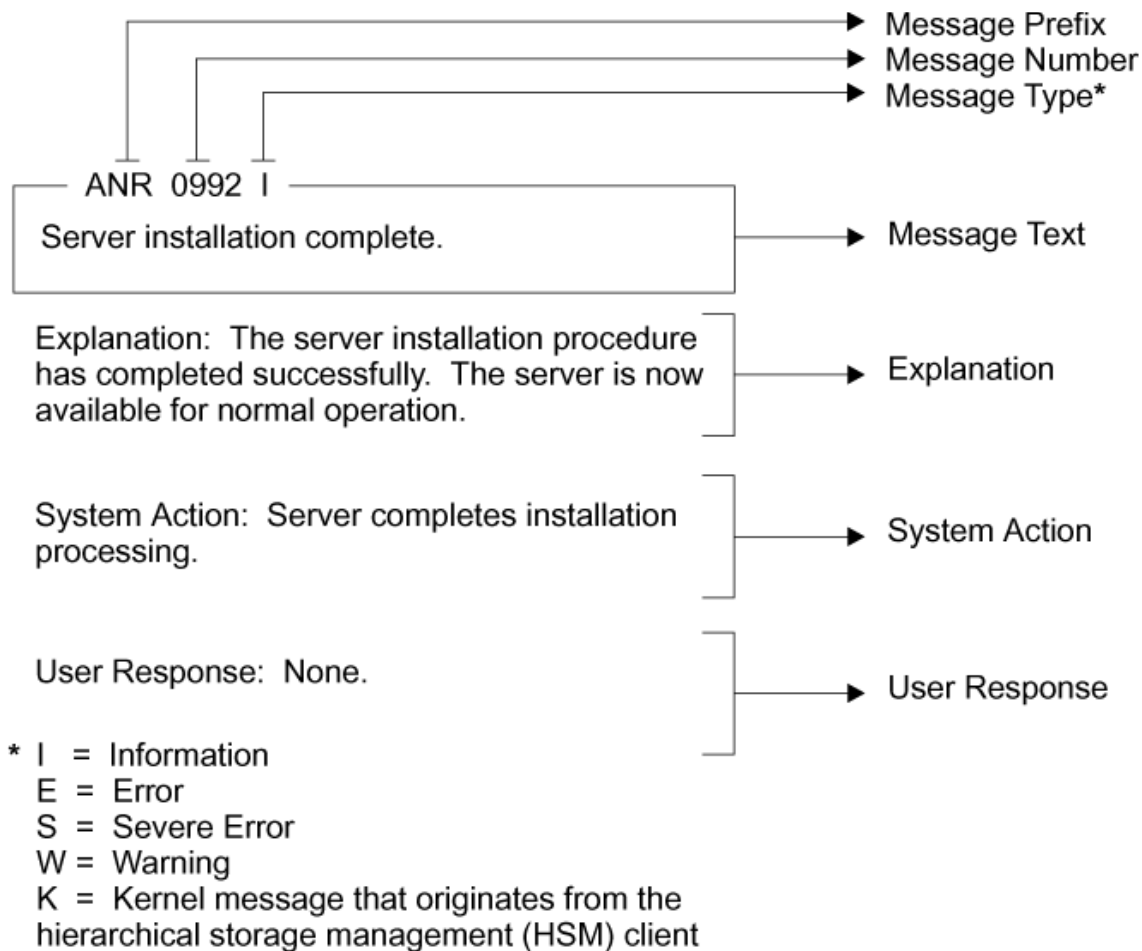 Message Prefix
Message Number
Message Type*
ANR 0992 I
Server installation complete.
Message Text
Explanation: The server installation procedure
has completed successfully. The server is now
available for normal operation.
Explanation
System Action: Server completes installation
processing.
System Action
User Response: None.
User Response
* I = Information
E = Error
S = Severe Error
W = Warning
K = Kernel message that originates from the
hierarchical storage management (HSM) client